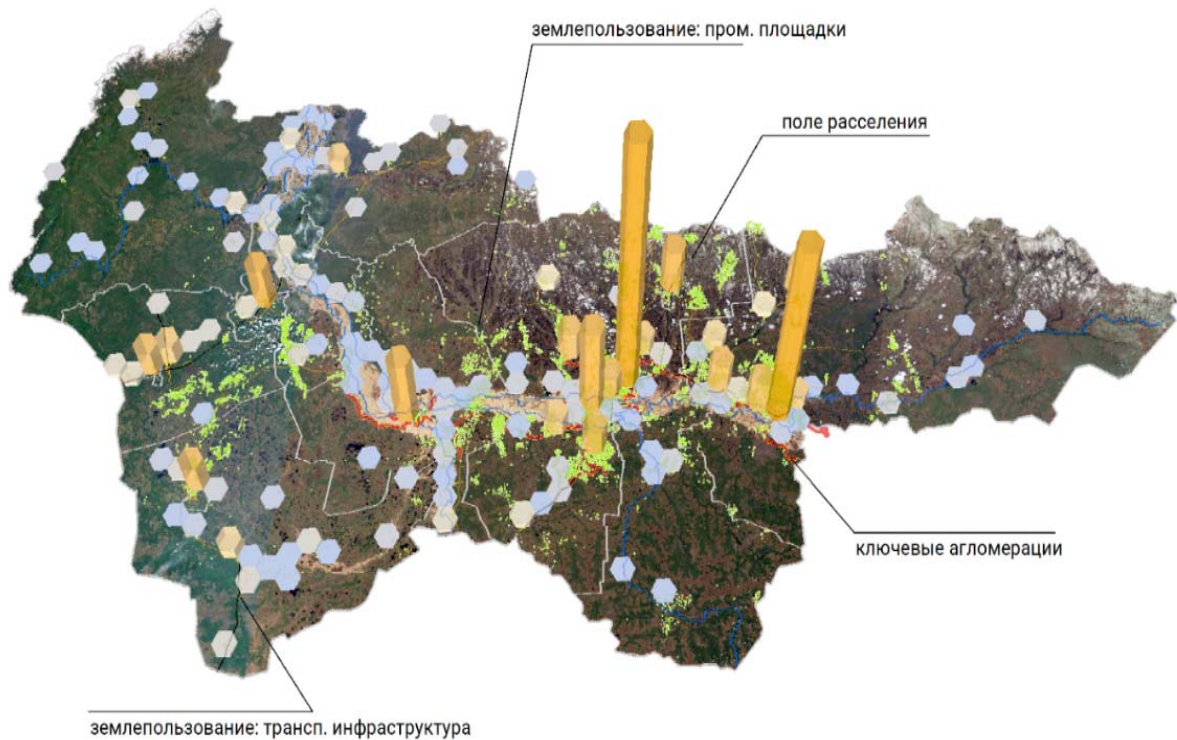 землепользование: пром. площадки
поле расселения
ключевые агломерации
землепользование: трансп. инфраструктура